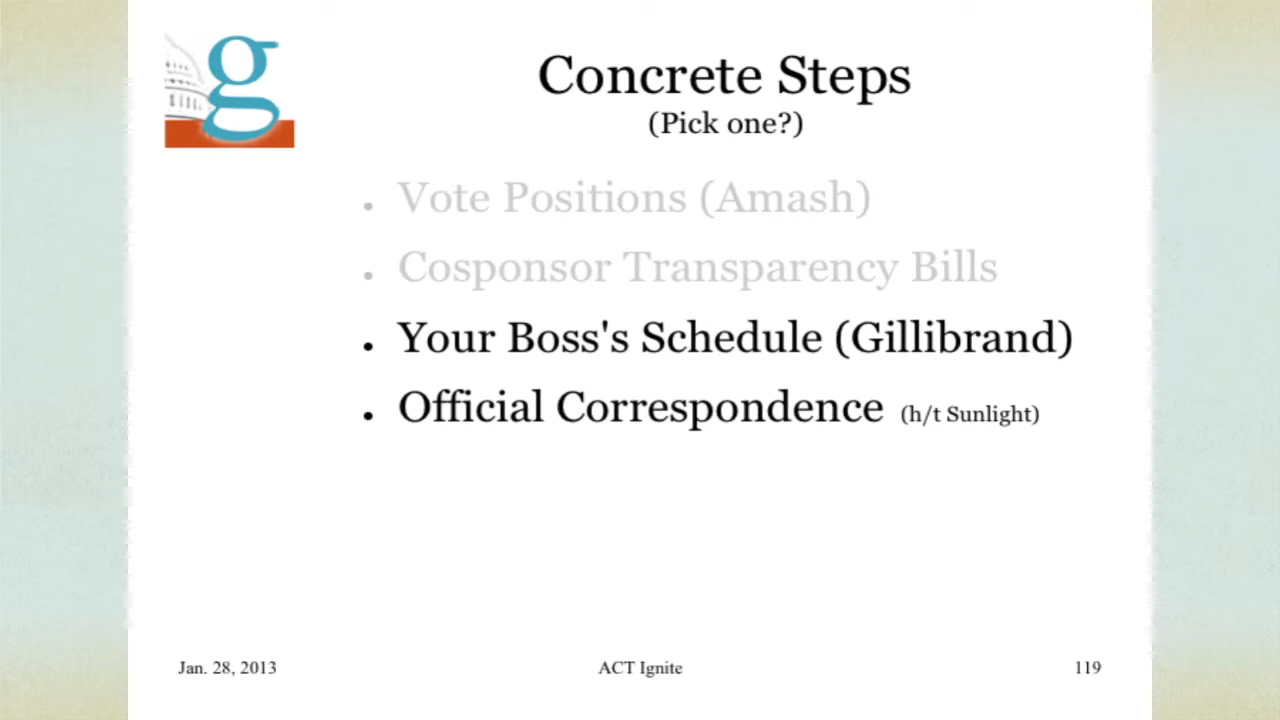 g
Concrete Steps
(Pick one?)
• Vote Positions (Amash)
• Cosponsor Transparency Bills
• Your Boss's Schedule (Gillibrand)
• Official Correspondence (h/t Sunlight)
Jan. 28, 2013 ACT Ignite 119